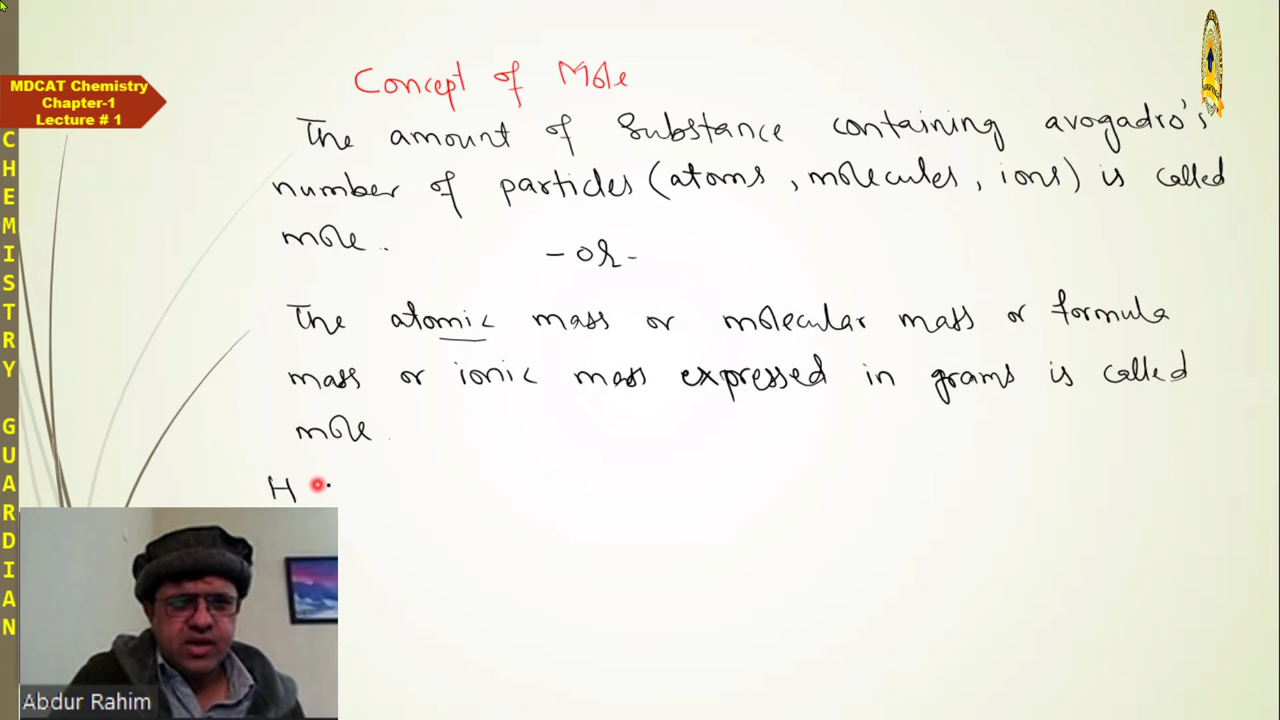 MDCAT Chemistry
Chapter-1
Lecture # 1
CHEMISTRY GUARDIAN
Concept of Mole
The amount of Substance containing avogadro's
number of particles (atoms, molecules, ions) is called
mole.
- or -
The atomic mass or molecular mass or formula
mass or ionic mass expressed in grams is called
mole
H
Abdur Rahim